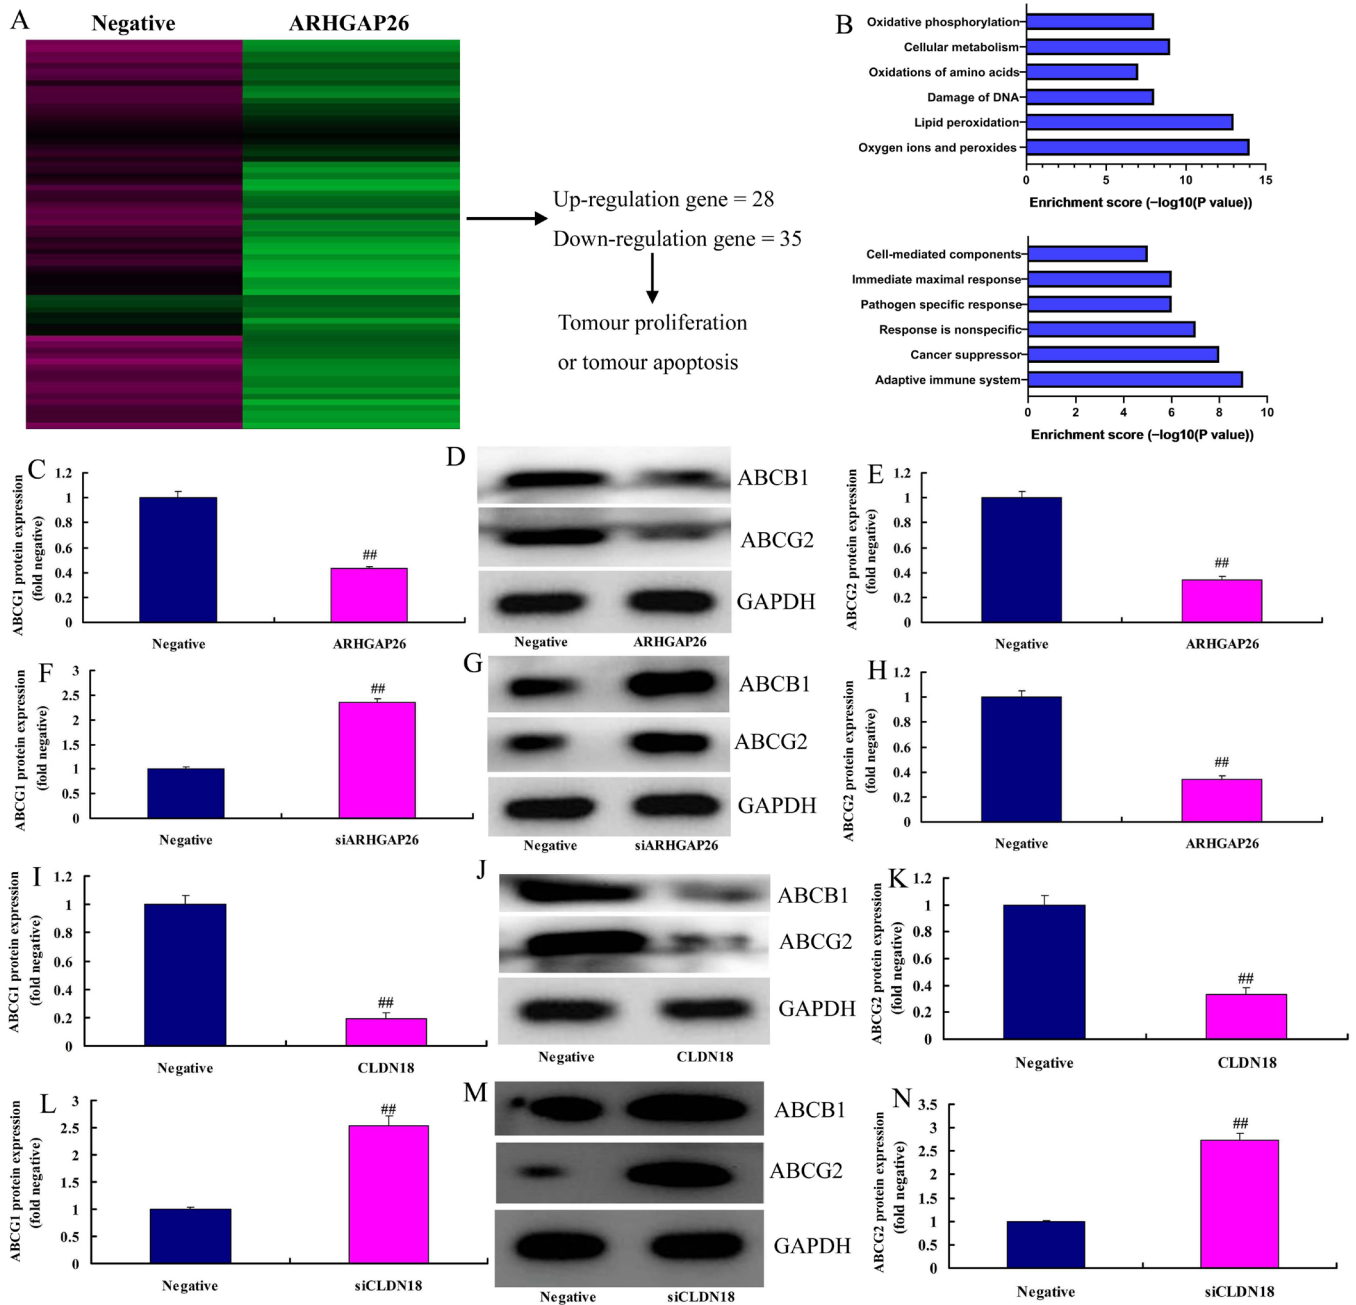 A
Negative
ARHGAP26
Up-regulation gene = 28
Down-regulation gene = 35
Tomour proliferation
or tomour apoptosis
B
Oxidative phosphorylation
Cellular metabolism
Oxidations of amino acids
Damage of DNA
Lipid peroxidation
Oxygen ions and peroxides
0 5 10 15
Enrichment score (−log10(P value))
Cell-mediated components
Immediate maximal response
Pathogen specific response
Response is nonspecific
Cancer suppressor
Adaptive immune system
0 2 4 6 8 10
Enrichment score (−log10(P value))
C
ABCG1 protein expression
(fold negative)
1.2
1
0.8
0.6
0.4
0.2
0
##
Negative
ARHGAP26
D
ABCB1
ABCG2
GAPDH
Negative
ARHGAP26
E
ABCG2 protein expression
(fold negative)
1.2
1
0.8
0.6
0.4
0.2
0
##
Negative
ARHGAP26
F
ABCG1 protein expression
(fold negative)
3
2.5
2
1.5
1
0.5
0
##
Negative
siARHGAP26
G
ABCB1
ABCG2
GAPDH
Negative
siARHGAP26
H
ABCG2 protein expression
(fold negative)
1.2
1
0.8
0.6
0.4
0.2
0
##
Negative
ARHGAP26
I
ABCG1 protein expression
(fold negative)
1.2
1
0.8
0.6
0.4
0.2
0
##
Negative
CLDN18
J
ABCB1
ABCG2
GAPDH
Negative
CLDN18
K
ABCG2 protein expression
(fold negative)
1.2
1
0.8
0.6
0.4
0.2
0
##
Negative
CLDN18
L
ABCG1 protein expression
(fold negative)
3
2.5
2
1.5
1
0.5
0
##
Negative
siCLDN18
M
ABCB1
ABCG2
GAPDH
Negative
siCLDN18
N
ABCG2 protein expression
(fold negative)
3.5
3
2.5
2
1.5
1
0.5
0
##
Negative
siCLDN18